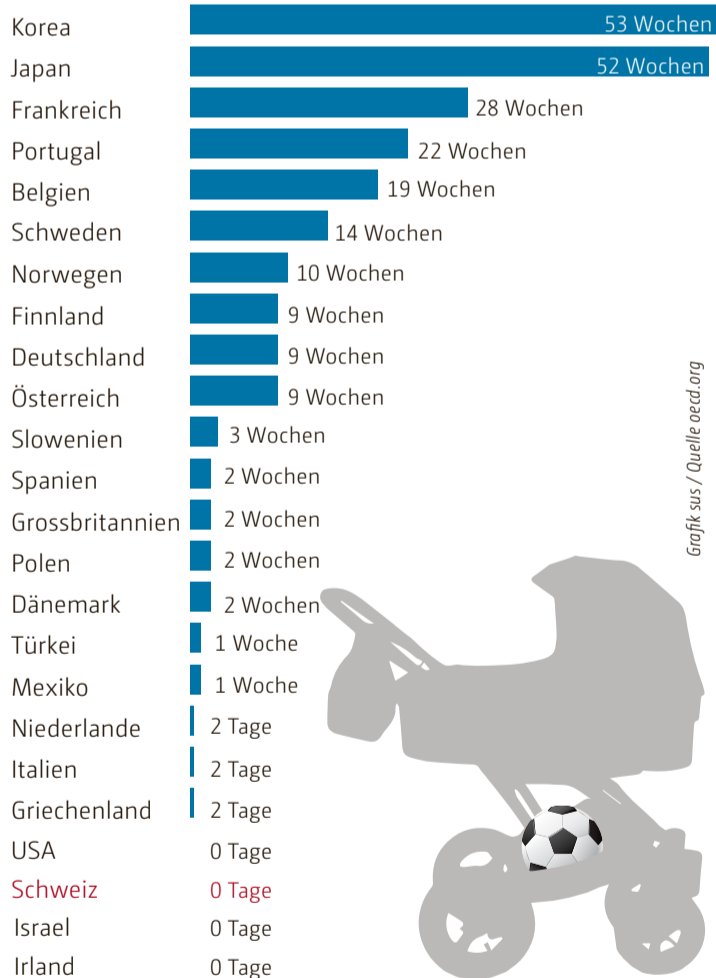 Korea 53 Wochen
Japan 52 Wochen
Frankreich 28 Wochen
Portugal 22 Wochen
Belgien 19 Wochen
Schweden 14 Wochen
Norwegen 10 Wochen
Finnland 9 Wochen
Deutschland 9 Wochen
Österreich 9 Wochen
Slowenien 3 Wochen
Spanien 2 Wochen
Grossbritannien 2 Wochen
Polen 2 Wochen
Dänemark 2 Wochen
Türkei 1 Woche
Mexiko 1 Woche
Niederlande 2 Tage
Italien 2 Tage
Griechenland 2 Tage
USA 0 Tage
Schweiz 0 Tage
Israel 0 Tage
Irland 0 Tage
Grafik sus / Quelle oecd.org